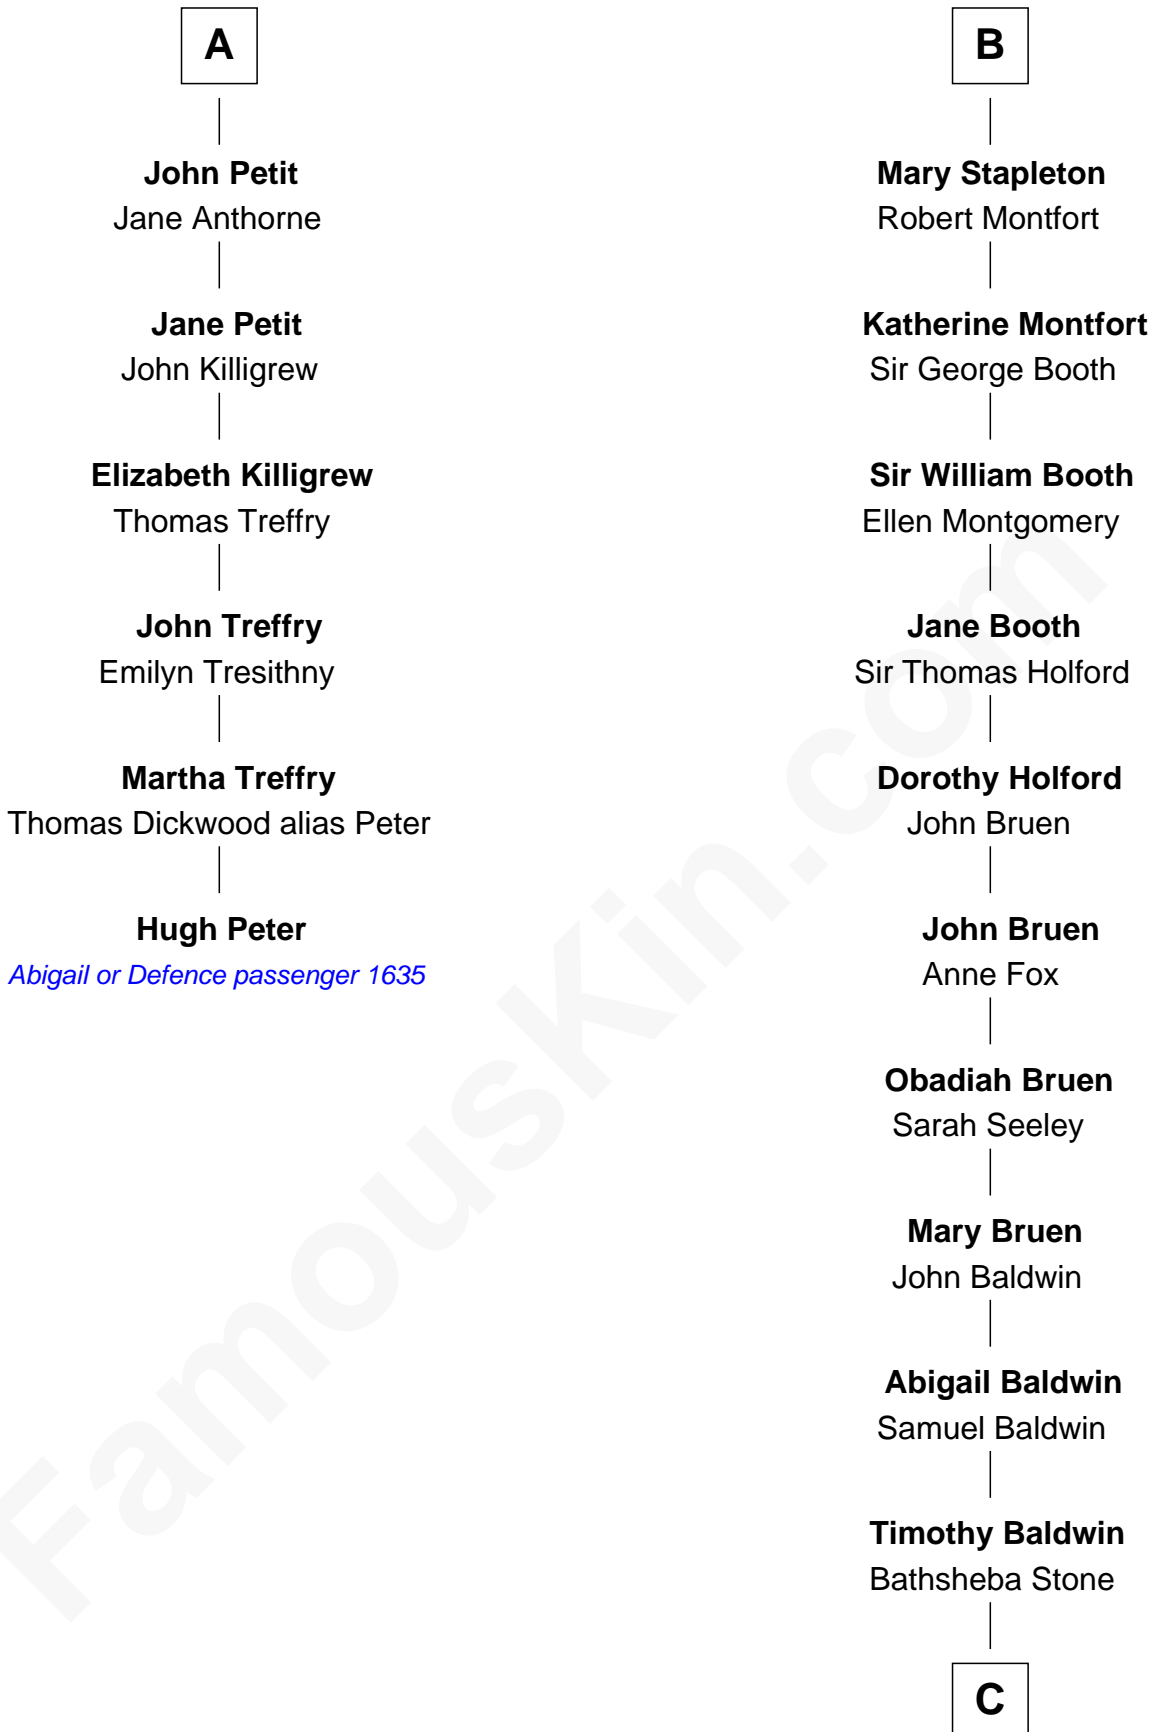 A
John Petit
Jane Anthorne
Jane Petit
John Killigrew
Elizabeth Killigrew
Thomas Treffry
John Treffry
Emilyn Tresithny
Martha Treffry
Thomas Dickwood alias Peter
Hugh Peter
Abigail or Defence passenger 1635
B
Mary Stapleton
Robert Montfort
Katherine Montfort
Sir George Booth
Sir William Booth
Ellen Montgomery
Jane Booth
Sir Thomas Holford
Dorothy Holford
John Bruen
John Bruen
Anne Fox
Obadiah Bruen
Sarah Seeley
Mary Bruen
John Baldwin
Abigail Baldwin
Samuel Baldwin
Timothy Baldwin
Bathsheba Stone
C
FamousKin.com